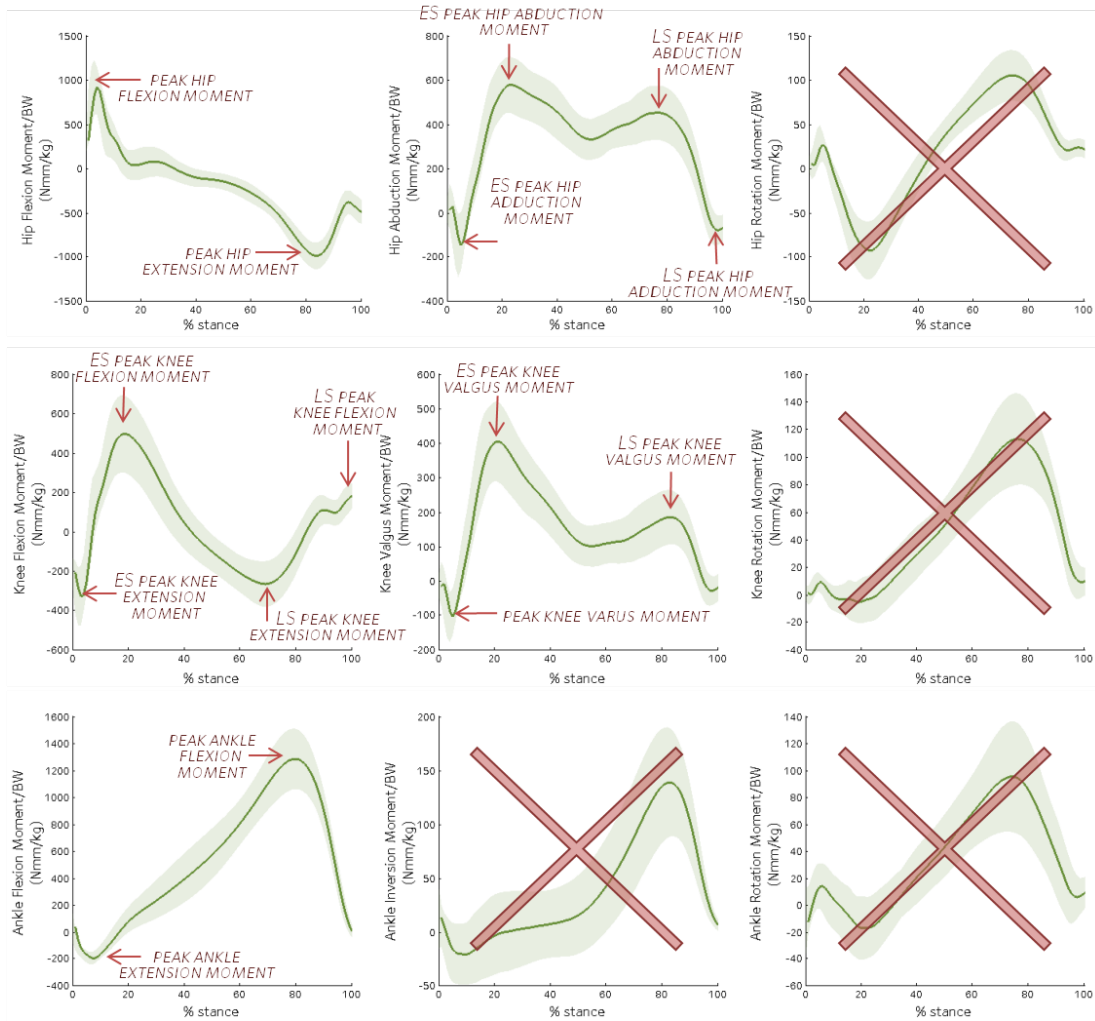 ES PEAK HIP ABDUCTION
MOMENT
LS PEAK HIP
ABDUCTION
MOMENT
1500
1000
500
0
-500
-1000
-1500
Hip Flexion Moment/BW
(Nmm/kg)
PEAK HIP
FLEXION MOMENT
PEAK HIP
EXTENSION MOMENT
0
20
40
60
80
100
% stance
800
600
400
200
0
-200
400
Hip Abduction Moment/BW
(Nmm/kg)
ES PEAK HIP
ADDUCTION
MOMENT
LS PEAK HIP
ADDUCTION MOMENT
0
20
40
60
80
100
% stance
150
100
50
0
-50
-100
-150
Hip Rotation Moment/BW
(Nmm/kg)
0
20
40
60
80
100
% stance
ES PEAK KNEE
FLEXION MOMENT
LS PEAK
KNEE FLEXION
MOMENT
800
600
400
200
0
-200
-400
-600
Knee Flexion Moment/BW
(Nmm/kg)
ES PEAK KNEE
EXTENSION
MOMENT
LS PEAK KNEE
EXTENSION MOMENT
0
20
40
60
80
100
% stance
ES PEAK KNEE
VALGUS MOMENT
LS PEAK KNEE
VALGUS MOMENT
600
500
400
300
200
100
0
-100
-200
Knee Valgus Moment/BW
(Nmm/kg)
PEAK KNEE VARUS MOMENT
0
20
40
60
80
100
% stance
160
140
120
100
80
60
40
20
0
-20
-40
Knee Rotation Moment/BW
(Nmm/kg)
0
20
40
60
80
100
% stance
1600
1400
1200
1000
800
600
400
200
0
-200
-400
Ankle Flexion Moment/BW
(Nmm/kg)
PEAK ANKLE
FLEXION
MOMENT
PEAK ANKLE
EXTENSION MOMENT
0
20
40
60
80
100
% stance
200
150
100
50
0
-50
Ankle Inversion Moment/BW
(Nmm/kg)
0
20
40
60
80
100
% stance
140
120
100
80
60
40
20
0
-20
-40
-60
Ankle Rotation Moment/BW
(Nmm/kg)
0
20
40
60
80
100
% stance